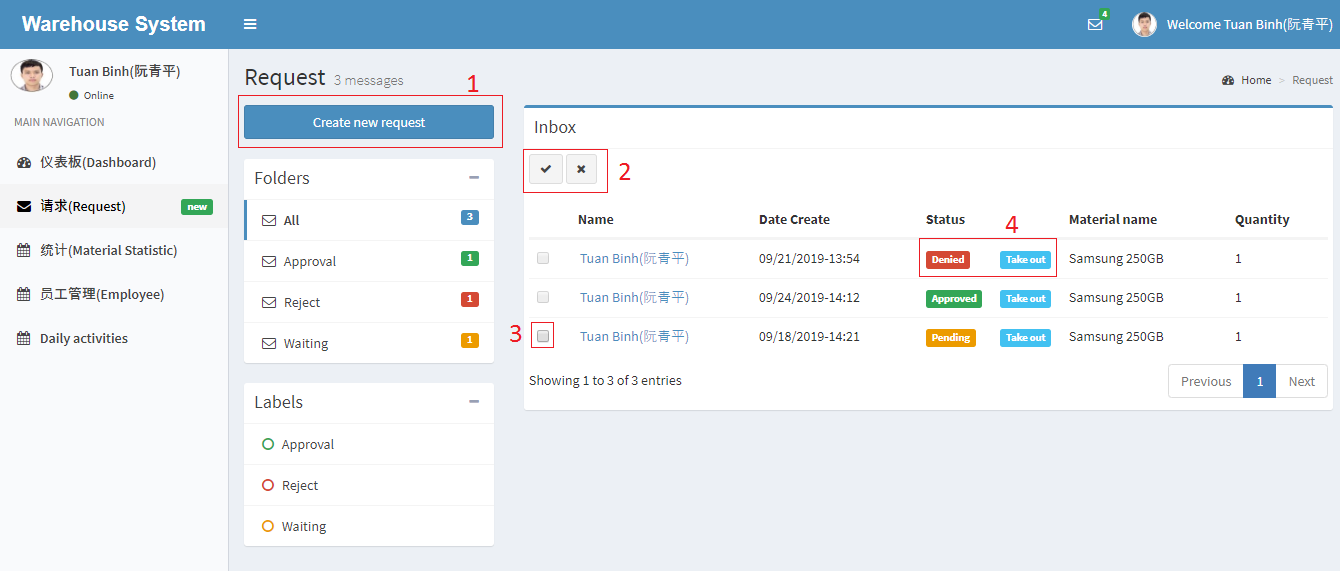 Warehouse System
4
Welcome Tuan Binh(阮青平)
Tuan Binh(阮青平)
Online
MAIN NAVIGATION
仪表板(Dashboard)
请求(Request) new
统计(Material Statistic)
员工管理(Employee)
Daily activities
Request 3 messages
Home > Request
1
Create new request
Folders
All 3
Approval 1
Reject 1
Waiting 1
Labels
Approval
Reject
Waiting
Inbox
2
Name Date Create Status Material name Quantity
4
Tuan Binh(阮青平) 09/21/2019-13:54 Denied Take out Samsung 250GB 1
Tuan Binh(阮青平) 09/24/2019-14:12 Approved Take out Samsung 250GB 1
3 Tuan Binh(阮青平) 09/18/2019-14:21 Pending Take out Samsung 250GB 1
Showing 1 to 3 of 3 entries
Previous 1 Next